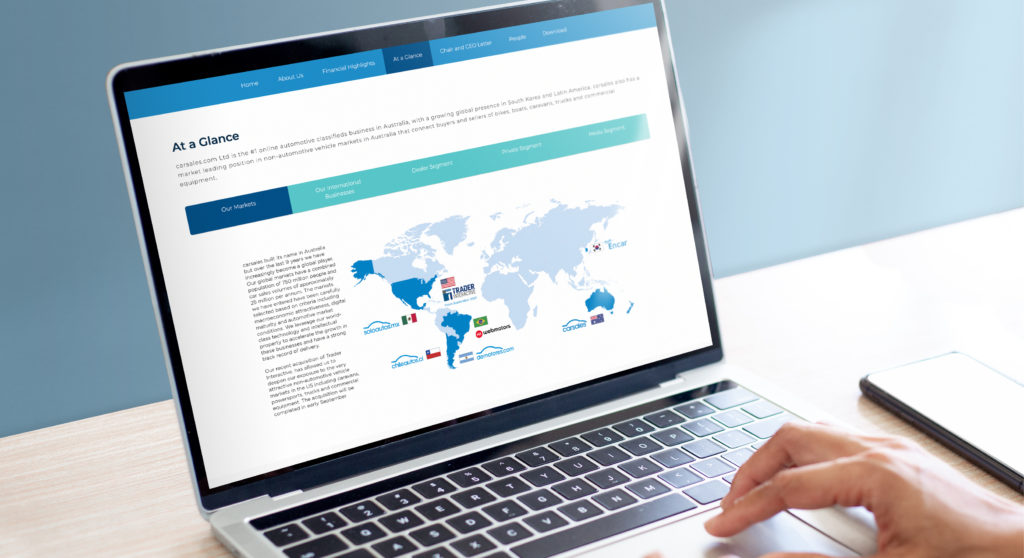 Home About Us Financial Highlights At a Glance Chair and CEO Letter People Download
At a Glance
carsales.com Ltd is the #1 online automotive classifieds business in Australia, with a growing global presence in South Korea and Latin America. carsales also has a
market leading position in non-automotive vehicle markets in Australia that connect buyers and sellers of bikes, boats, caravans, trucks and commercial
equipment.
Our Markets
Our International
Businesses
Dealer Segment
Private Segment
Media Segment
carsales built its name in Australia
but over the last 9 years we have
increasingly become a global player.
Our global markets have a combined
population of 750 million people and
car sales volumes of approximately
25 million per annum. The markets
we have entered have been carefully
selected based on criteria including
macroeconomic attractiveness, digital
maturity and automotive market
conditions. We leverage our world-
class technology and intellectual
property to accelerate the growth in
these businesses and have a strong
track record of delivery.
Our recent acquisition of Trader
Interactive has allowed us to
deepen our exposure to the very
attractive non-automotive vehicle
markets in the US including caravans,
powersports, trucks and commercial
equipment. The acquisition will be
completed in early September
Encar
TRADER
INTERACTIVE
soloautos.mx
webmotors
chileautos.cl
demotores.com
carsales